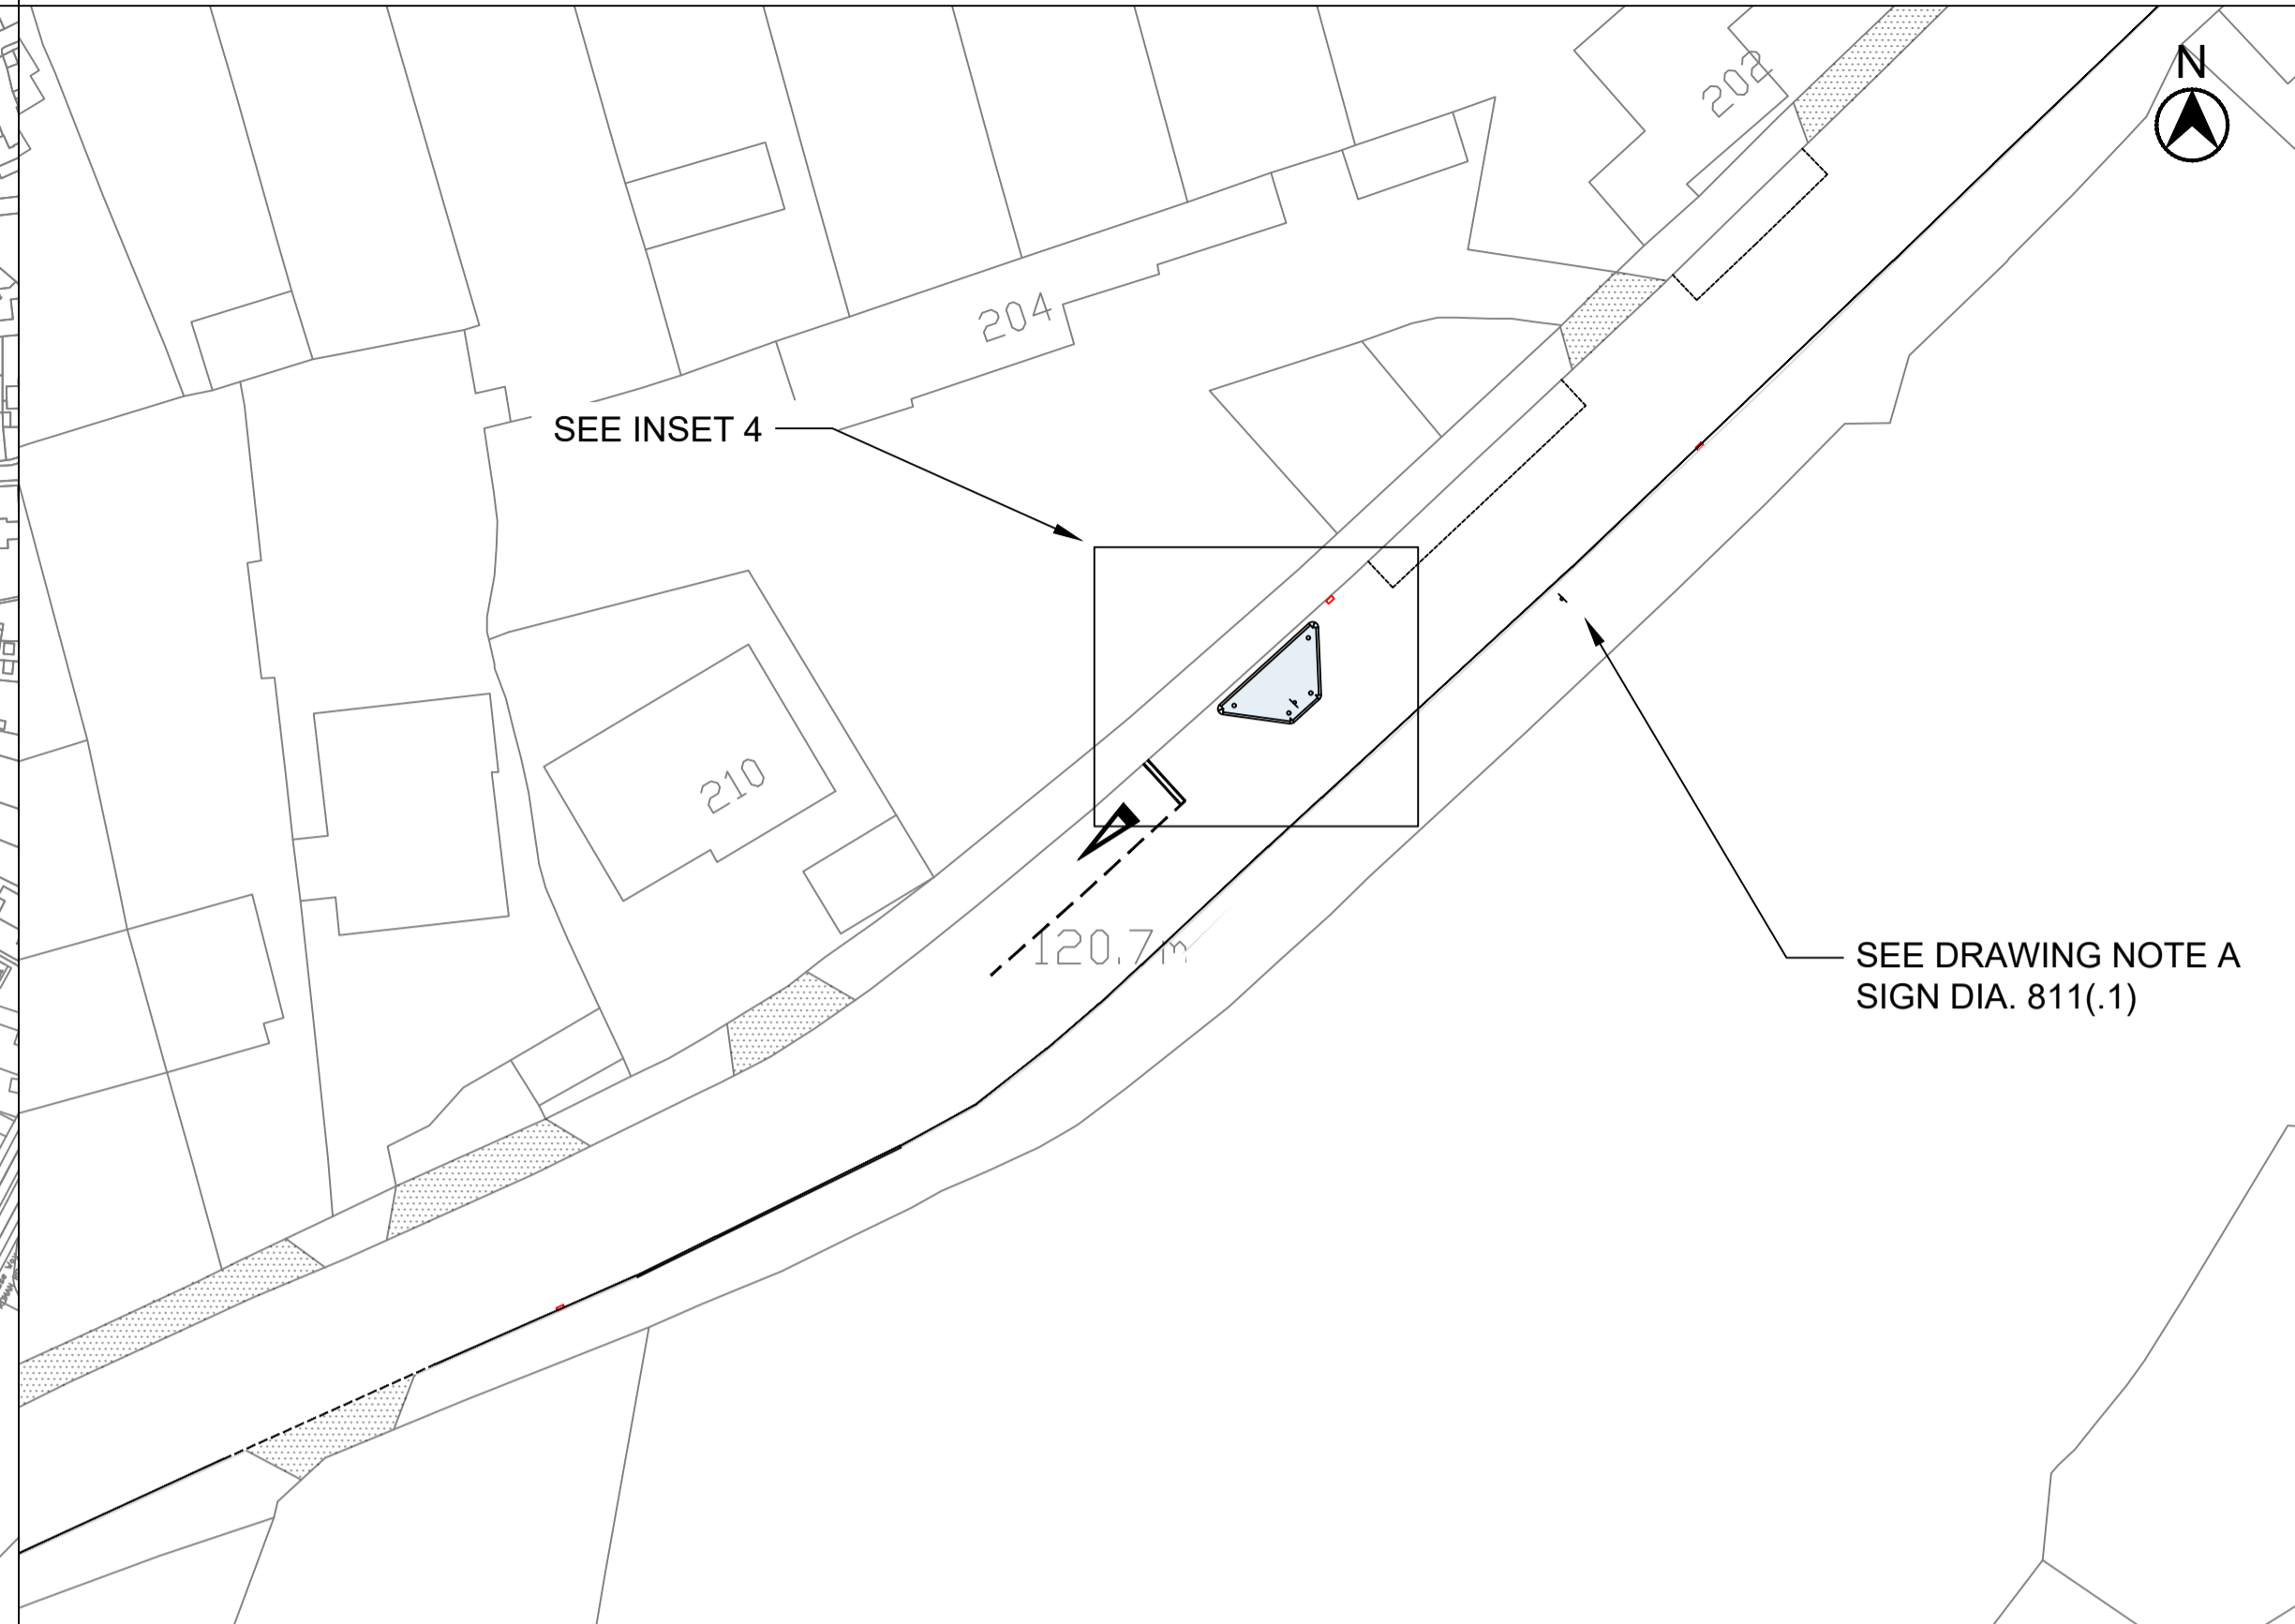 N
202
204
SEE INSET 4
210
120.7m
SEE DRAWING NOTE A
SIGN DIA. 811(.1)